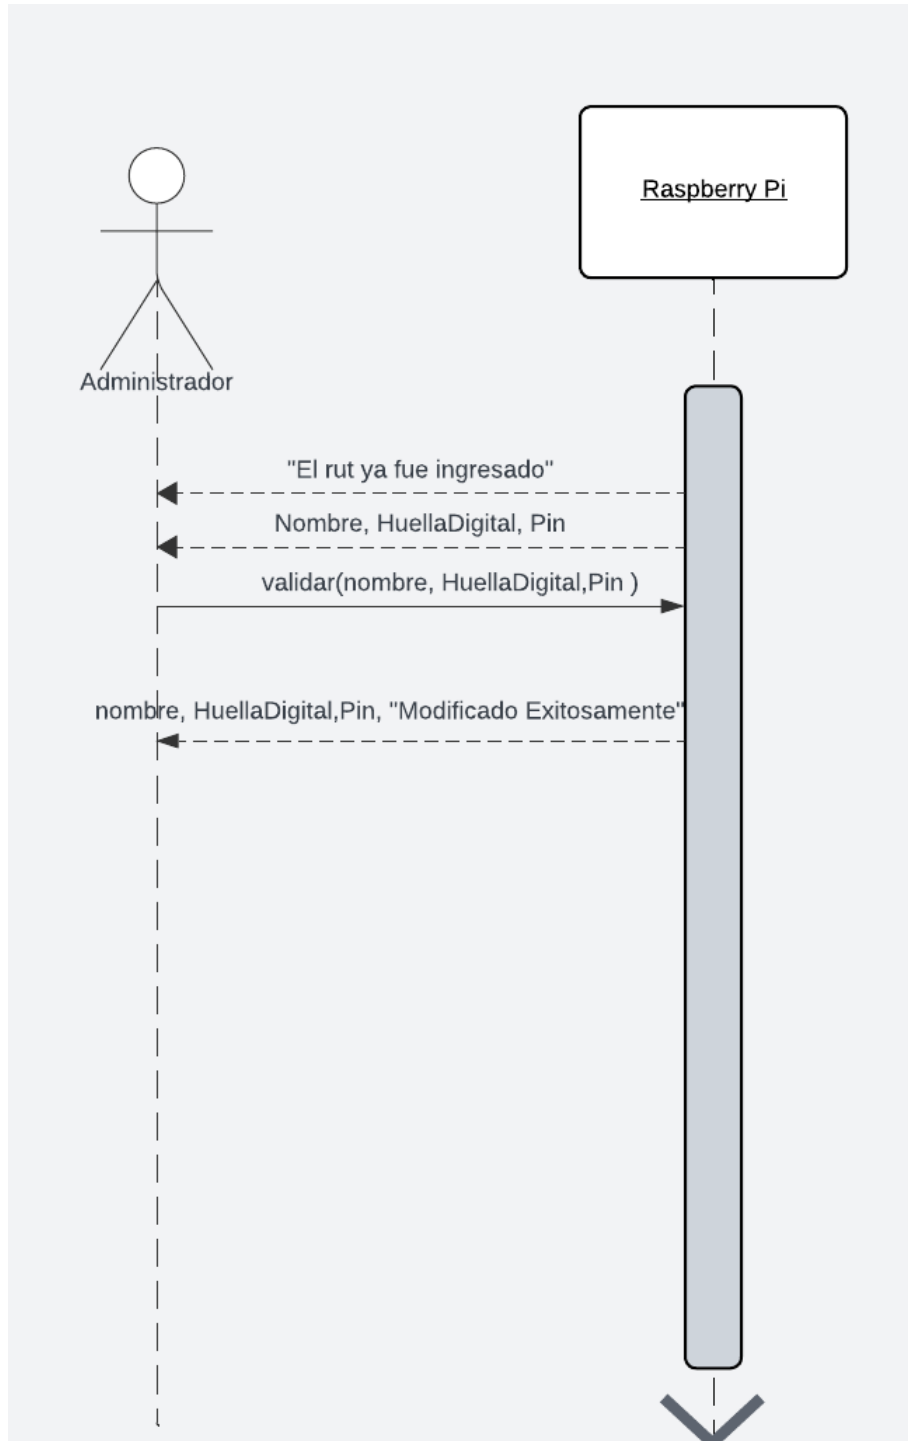 Raspberry Pi
Administrador
"El rut ya fue ingresado"
Nombre, HuellaDigital, Pin
validar(nombre, HuellaDigital,Pin )
nombre, HuellaDigital,Pin, "Modificado Exitosamente"